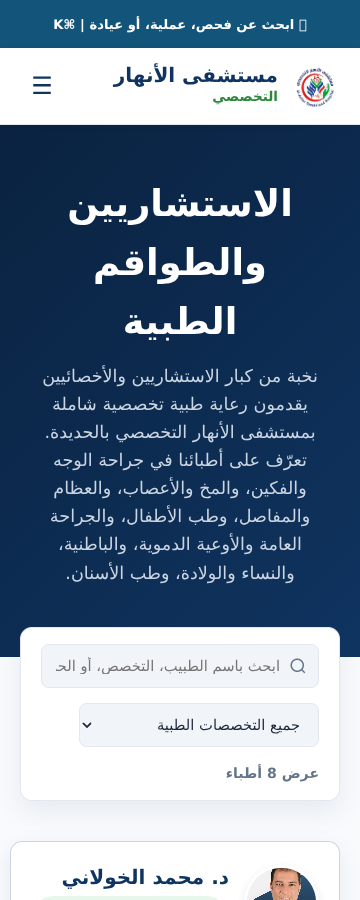 ابحث عن فحص، عملية، أو عيادة | ⌘K
مستشفى الأنهار
التخصصي
☰
الاستشاريين
والطواقم
الطبية
نخبة من كبار الاستشاريين والأخصائيين
يقدمون رعاية طبية تخصصية شاملة
بمستشفى الأنهار التخصصي بالحديدة.
تعرّف على أطبائنا في جراحة الوجه
والفكين، والمخ والأعصاب، والعظام
والمفاصل، وطب الأطفال، والجراحة
العامة والأوعية الدموية، والباطنية،
والنساء والولادة، وطب الأسنان.
ابحث باسم الطبيب، التخصص، أو الحـ
جميع التخصصات الطبية
عرض 8 أطباء
د. محمد الخولاني